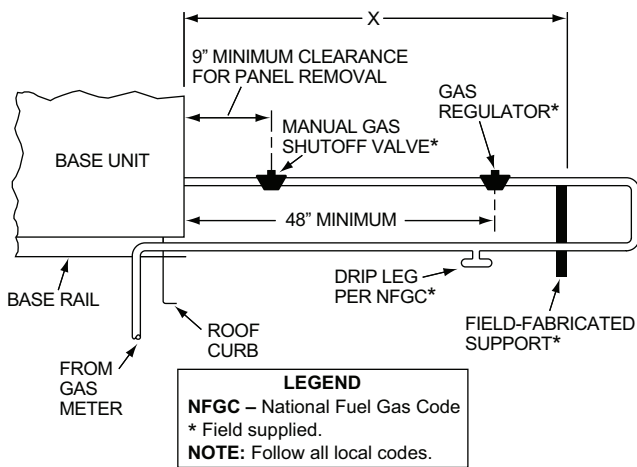 X
9” MINIMUM CLEARANCE
FOR PANEL REMOVAL
GAS
REGULATOR*
MANUAL GAS
SHUTOFF VALVE*
BASE UNIT
48” MINIMUM
BASE RAIL
DRIP LEG
PER NFGC*
FIELD-FABRICATED
SUPPORT*
ROOF
CURB
FROM
GAS
METER
LEGEND
NFGC – National Fuel Gas Code
* Field supplied.
NOTE: Follow all local codes.